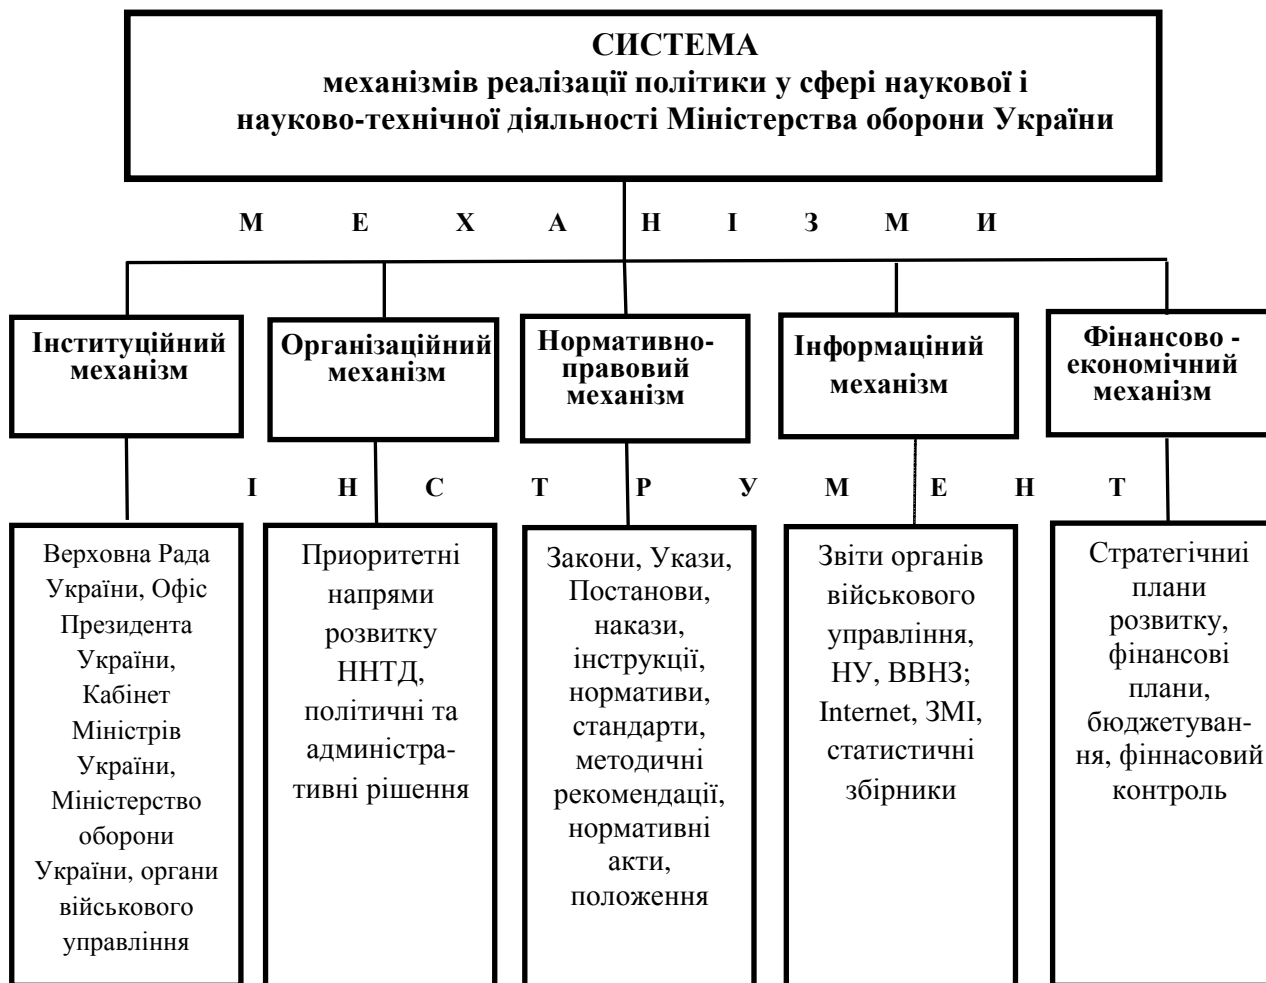 СИСТЕМА
механізмів реалізації політики у сфері наукової і
науково-технічної діяльності Міністерства оборони України
М Е Х А Н І З М И
Інституційний
механізм
Організаційний
механізм
Нормативно-
правовий
механізм
Інформаціний
механізм
Фінансово -
економічний
механізм
І Н С Т Р У М Е Н Т
Верховна Рада
України, Офіс
Президента
України,
Кабінет
Міністрів
України,
Міністерство
оборони
України, органи
військового
управління
Приоритетні
напрями
розвитку
ННТД,
політичні та
адміністра-
тивні рішення
Закони, Укази,
Постанови,
накази,
інструкції,
нормативи,
стандарти,
методичні
рекомендації,
нормативні
акти,
положення
Звіти органів
військового
управління,
НУ, ВВНЗ;
Internet, ЗМІ,
статистичні
збірники
Стратегічниі
плани
розвитку,
фінансові
плани,
бюджетуван-
ня, фіннасовий
контроль